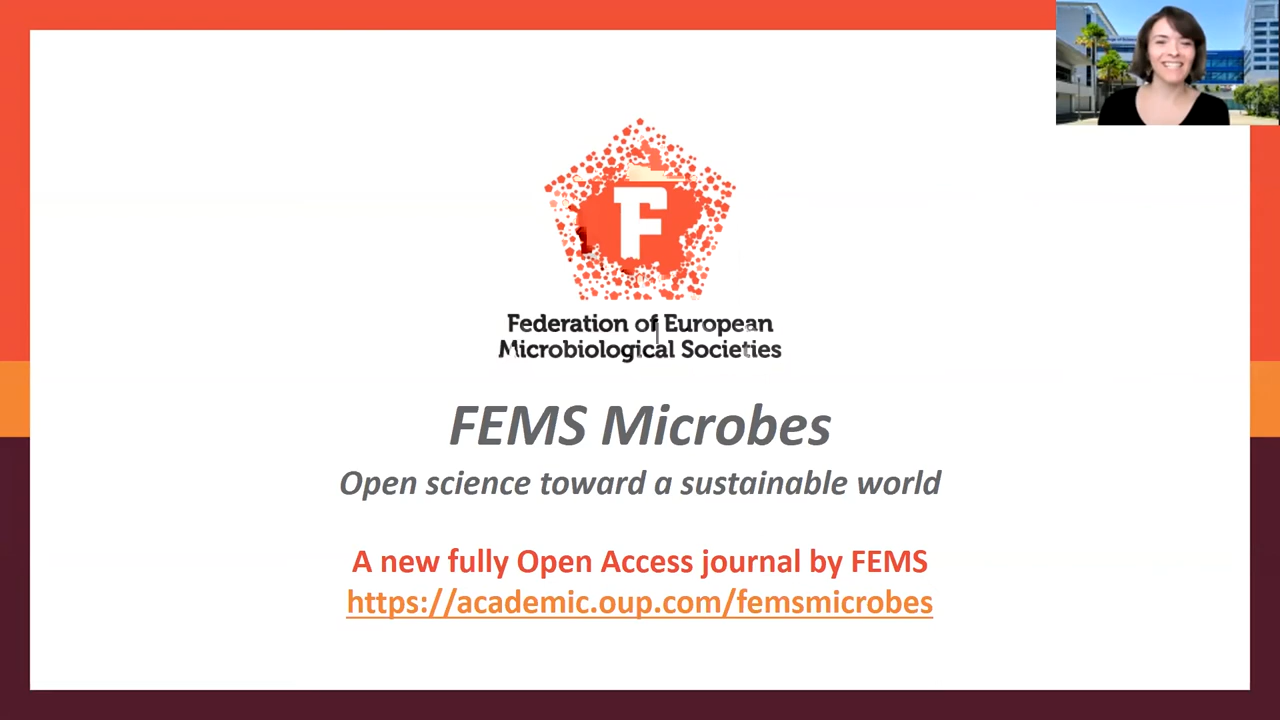 F
Federation of European
Microbiological Societies
FEMS Microbes
Open science toward a sustainable world
A new fully Open Access journal by FEMS
https://academic.oup.com/femsmicrobes